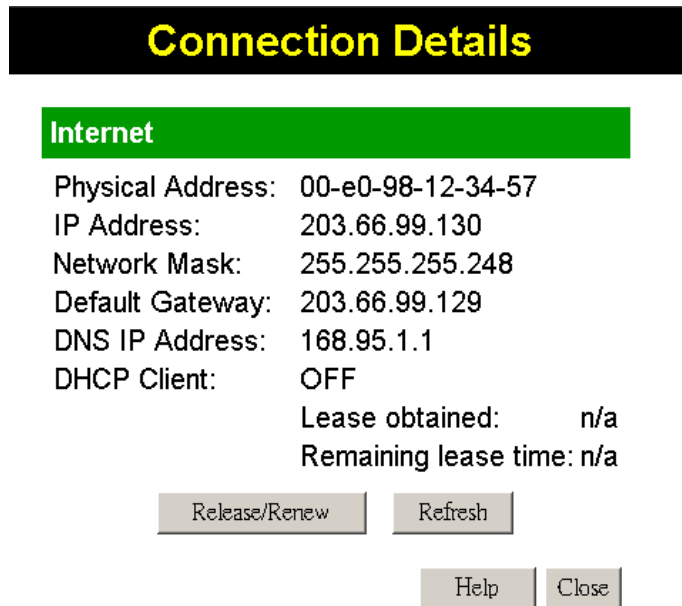 Connection Details
Internet
Physical Address: 00-e0-98-12-34-57
IP Address: 203.66.99.130
Network Mask: 255.255.255.248
Default Gateway: 203.66.99.129
DNS IP Address: 168.95.1.1
DHCP Client: OFF
Lease obtained: n/a
Remaining lease time: n/a
Release/Renew Refresh
Help Close